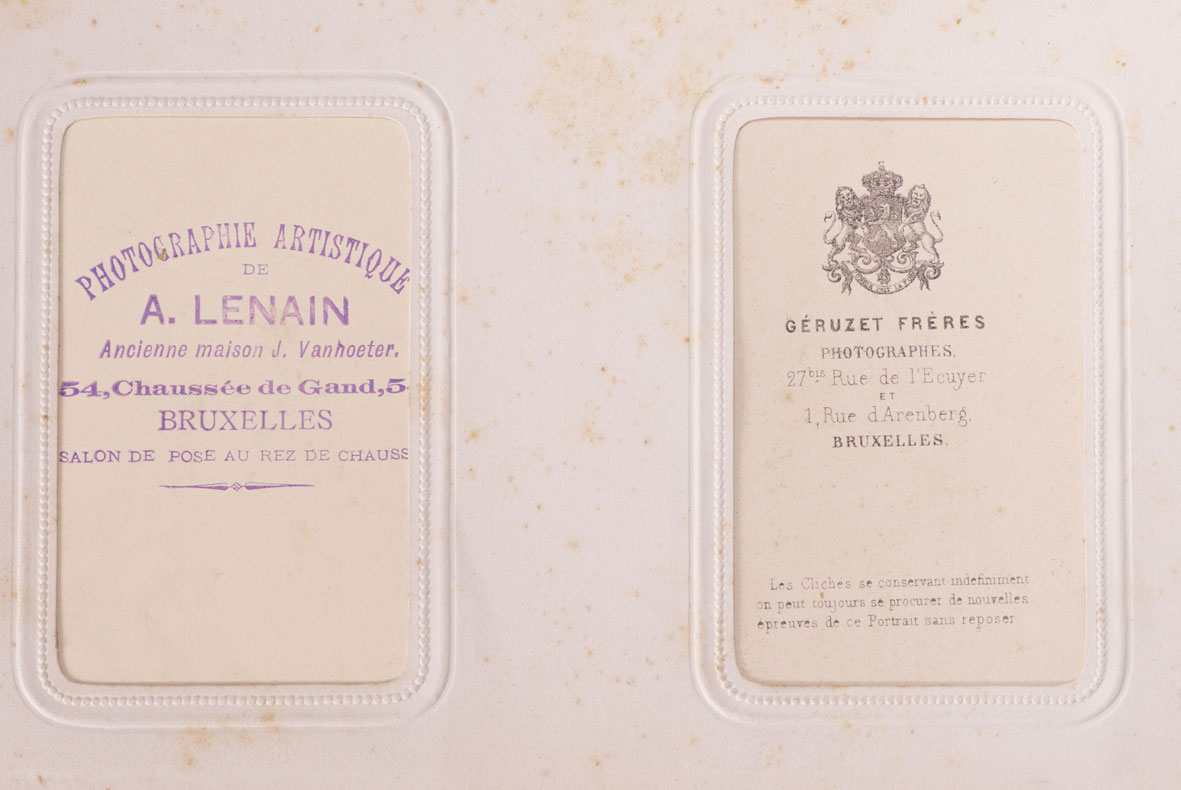 PHOTOGRAPHIE ARTISTIQUE
DE
A. LENAIN
Ancienne maison J. Vanhoeter.
54, Chaussée de Gand, 5
BRUXELLES
SALON DE POSE AU REZ DE CHAUSS
GÉRUZET FRÈRES
PHOTOGRAPHES,
27bis Rue de l'Ecuyer
ET
1, Rue d'Arenberg,
BRUXELLES.
Les Clichés se conservant indéfiniment
on peut toujours se procurer de nouvelles
épreuves de ce Portrait sans reposer.